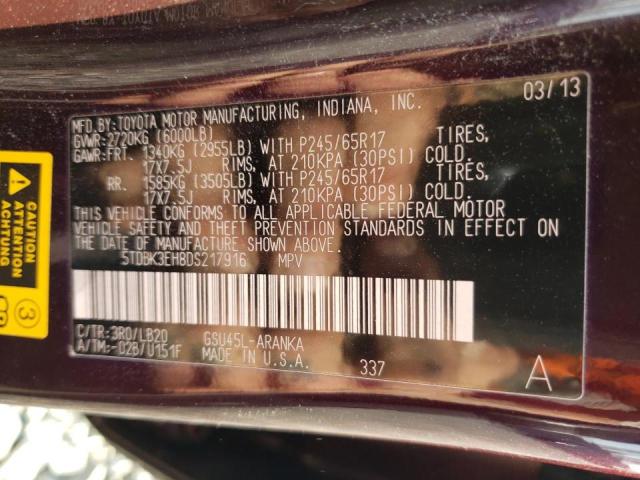 MFD.BY:TOYOTA MOTOR MANUFACTURING, INDIANA, INC. 03/13
GVWR:2720KG (6000LB)
GAWR:FRT. 1340KG (2955LB) WITH P245/65R17 TIRES,
17X7.5J RIMS, AT 210KPA (30PSI) COLD.
RR. 1585KG (3505LB) WITH P245/65R17 TIRES,
17X7.5J RIMS, AT 210KPA (30PSI) COLD.
THIS VEHICLE CONFORMS TO ALL APPLICABLE FEDERAL MOTOR
VEHICLE SAFETY AND THEFT PREVENTION STANDARDS IN EFFECT ON
THE DATE OF MANUFACTURE SHOWN ABOVE.
5TDBK3EH8DS217916 MPV
C/TR:3R0/LB20 GSU45L-ARANKA
A/TM:-02B/U151F MADE IN U.S.A.
337
A
CAUTION
ATTENTION
3